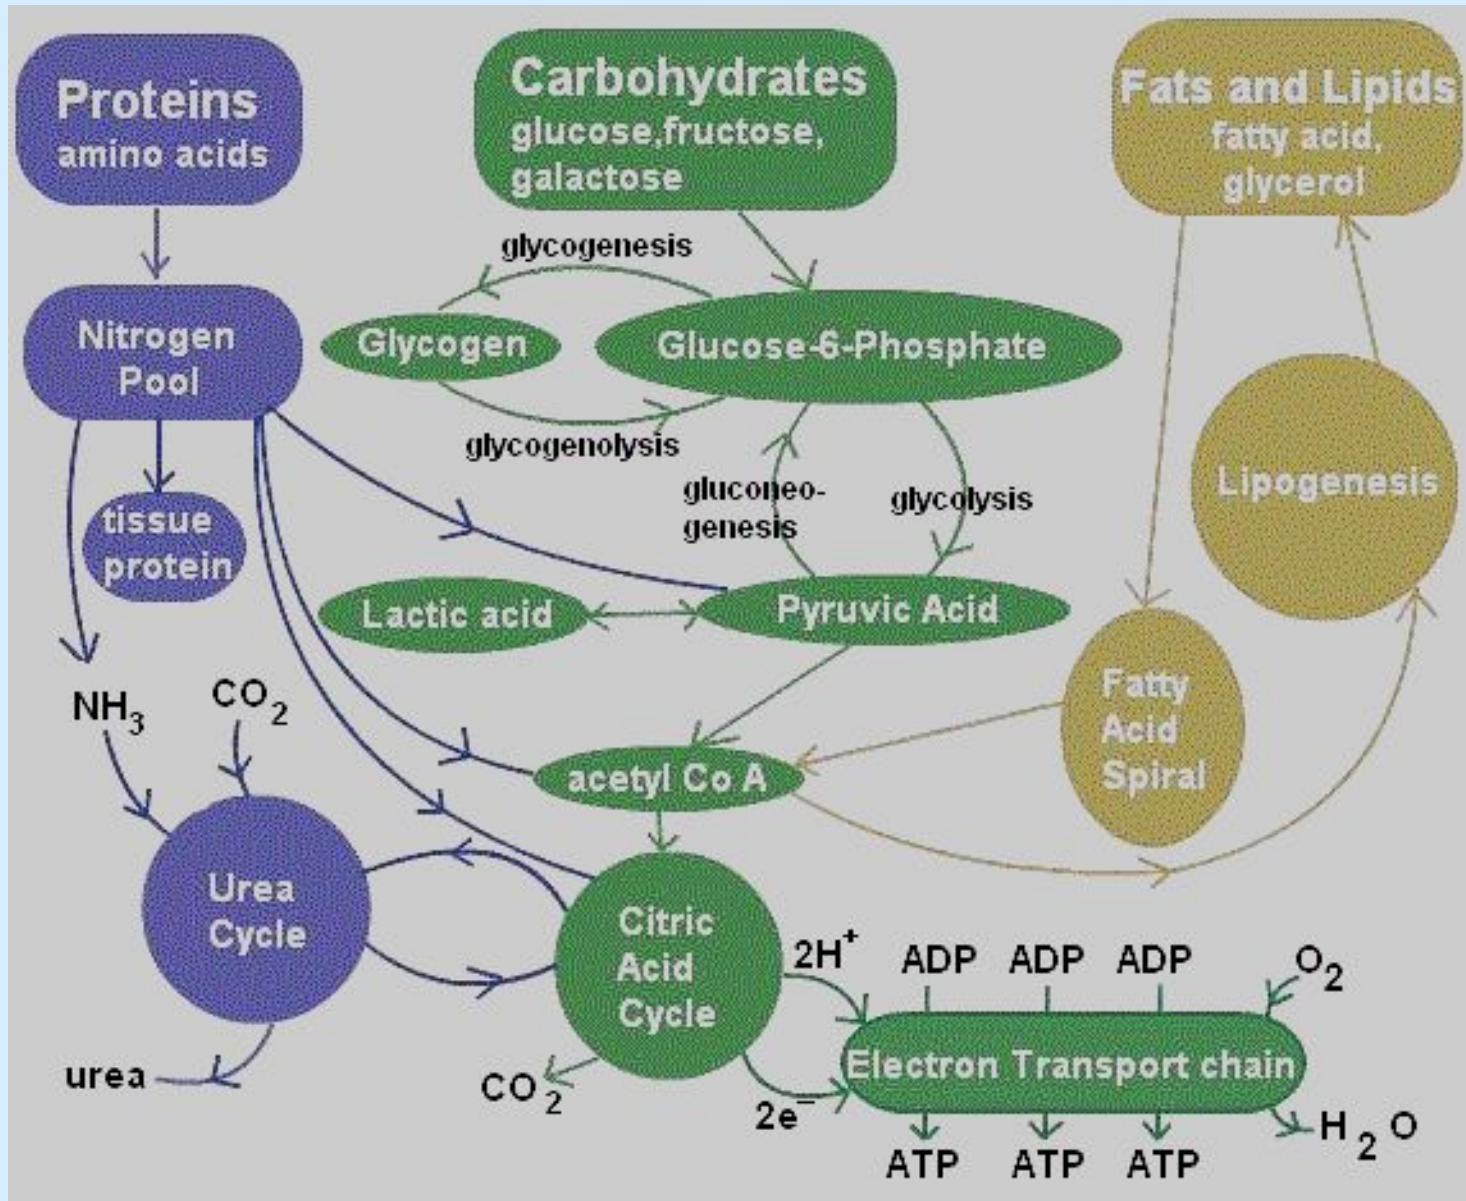 Proteins
amino acids
Carbohydrates
glucose,fructose,
galactose
Fats and Lipids
fatty acid,
glycerol
glycogenesis
Nitrogen
Pool
Glycogen
Glucose-6-Phosphate
glycogenolysis
gluconeo-
genesis
glycolysis
Lipogenesis
tissue
protein
Lactic acid
Pyruvic Acid
NH3
CO2
Fatty
Acid
Spiral
acetyl Co A
Urea
Cycle
Citric
Acid
Cycle
2H+
ADP
ADP
ADP
O2
Electron Transport chain
urea
CO2
2e−
ATP
ATP
ATP
H2O